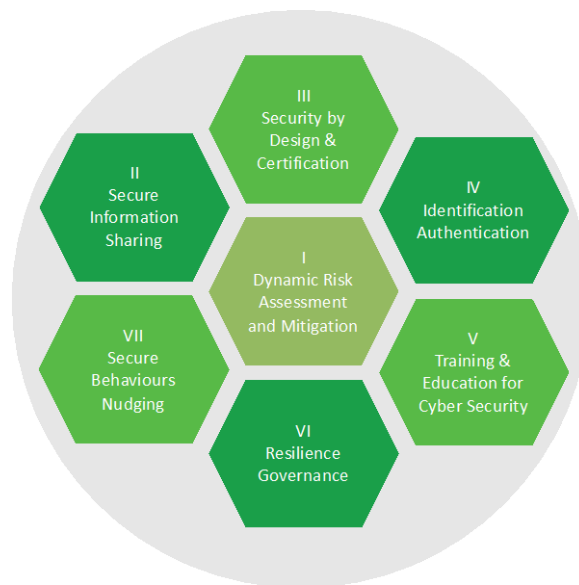 III
Security by
Design &
Certification
II
Secure
Information
Sharing
IV
Identification
Authentication
I
Dynamic Risk
Assessment
and Mitigation
VII
Secure
Behaviours
Nudging
V
Training &
Education for
Cyber Security
VI
Resilience
Governance